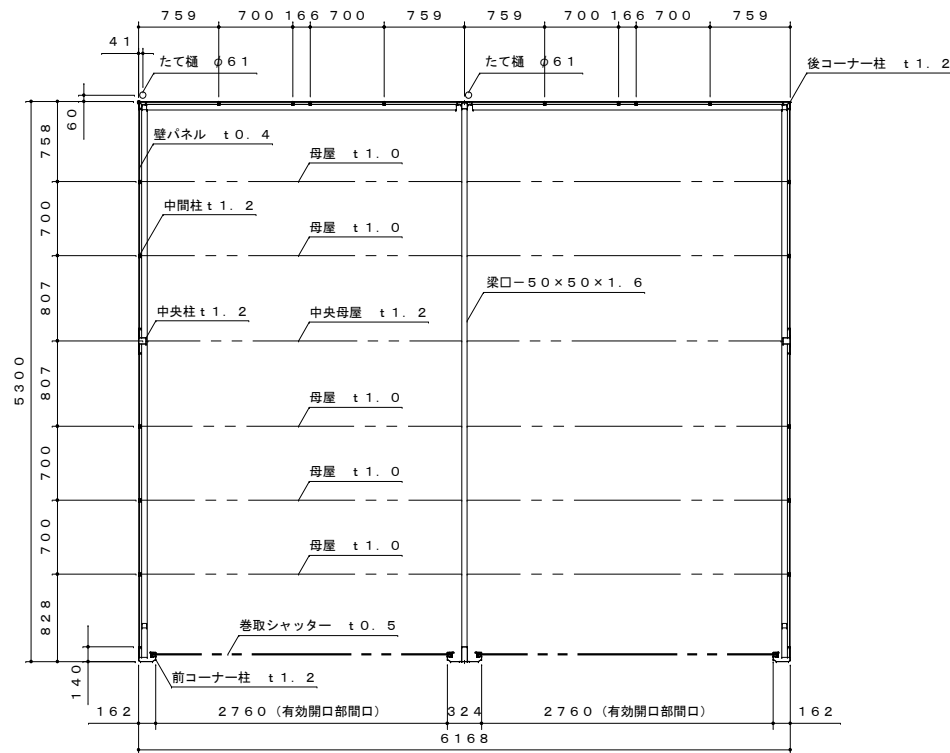 759 700 166 700 759 759 700 166 700 759
41
たて樋 φ61 たて樋 φ61
後コーナー柱 t1.2
60
758
壁パネル t0.4
母屋 t1.0
700
中間柱t1.2
母屋 t1.0
807
梁口ー50×50×1.6
中央柱t1.2
中央母屋 t1.2
5300
807
母屋 t1.0
700
母屋 t1.0
700
母屋 t1.0
828
巻取シャッター t0.5
140
前コーナー柱 t1.2
162 2760(有効開口部間口) 324 2760(有効開口部間口) 162
6168